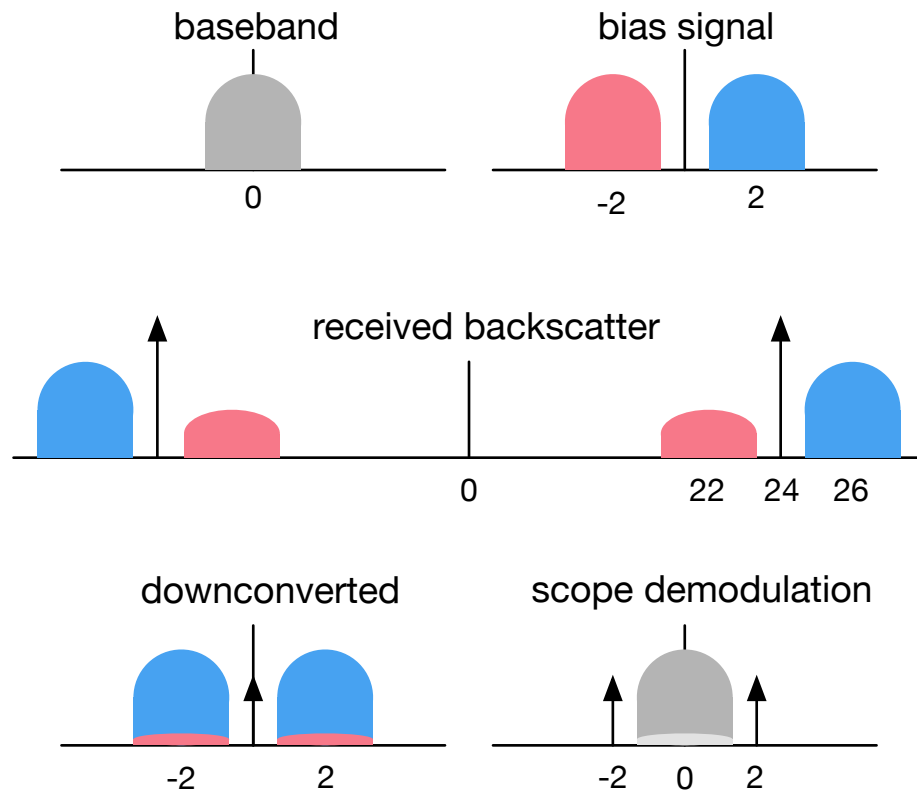 baseband
bias signal
0
-2
2
received backscatter
0
22
24
26
downconverted
scope demodulation
-2
2
-2
0
2